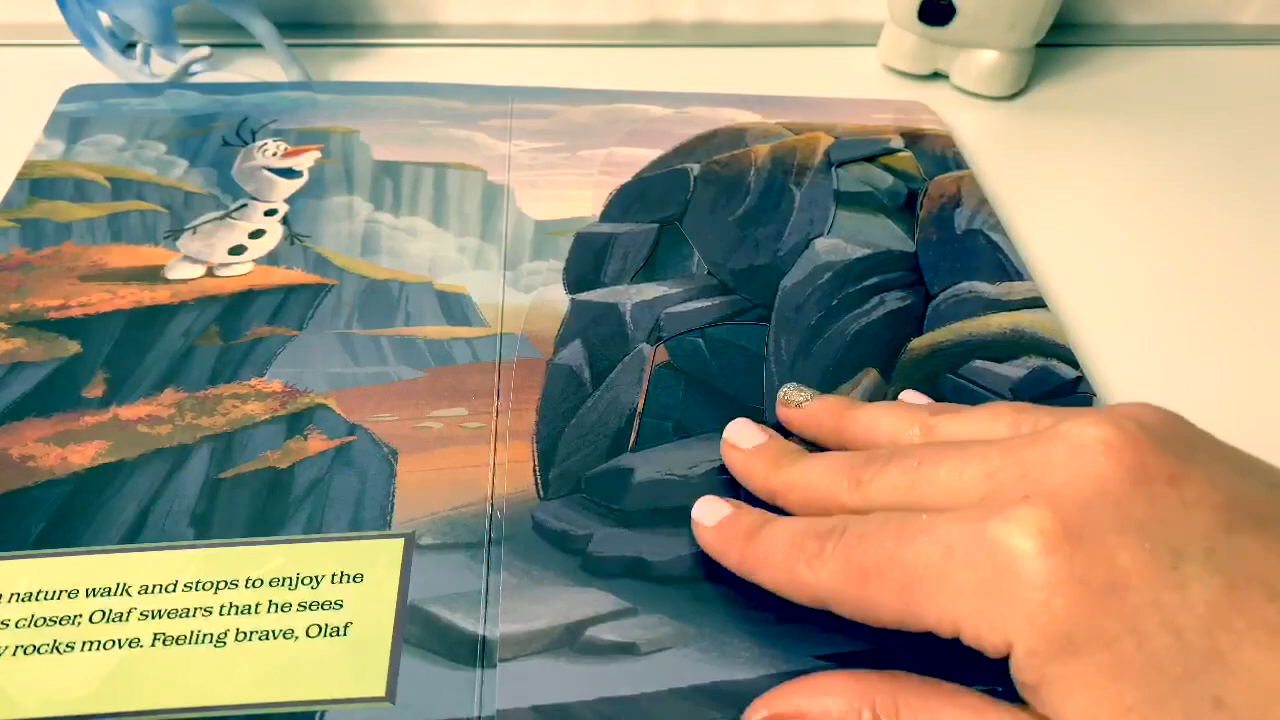 nature walk and stops to enjoy the
closer, Olaf swears that he sees
rocks move. Feeling brave, Olaf